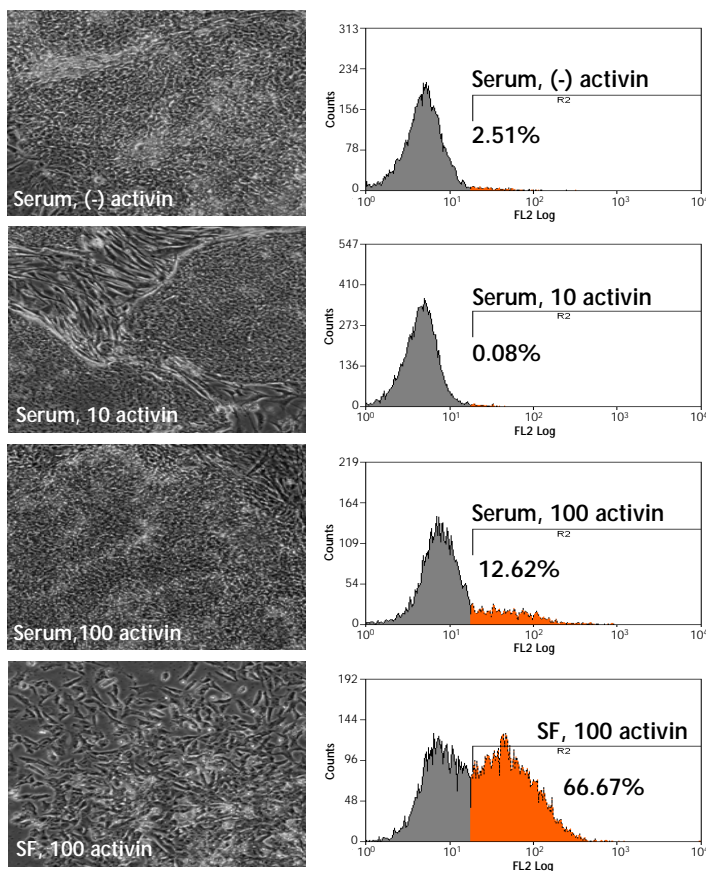 Serum, (-) activin
313
234
156
78
0
Counts
Serum, (-) activin
R2
2.51%
10⁰ 10¹ 10² 10³ 10⁴
FL2 Log
Serum, 10 activin
547
410
273
136
0
Counts
Serum, 10 activin
R2
0.08%
10⁰ 10¹ 10² 10³ 10⁴
FL2 Log
Serum,100 activin
219
164
109
54
0
Counts
Serum, 100 activin
R2
12.62%
10⁰ 10¹ 10² 10³ 10⁴
FL2 Log
SF, 100 activin
192
144
96
48
0
Counts
SF, 100 activin
R2
66.67%
10⁰ 10¹ 10² 10³ 10⁴
FL2 Log